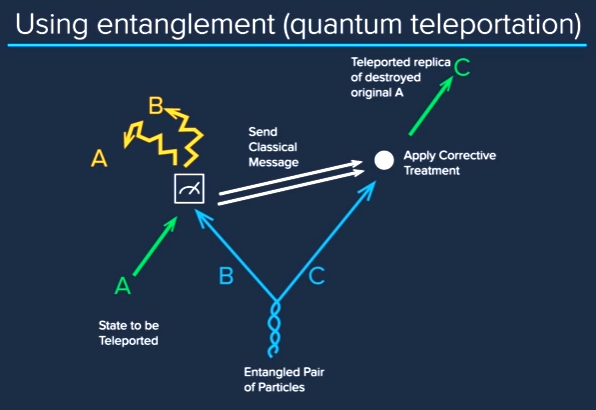 Using entanglement (quantum teleportation)
Teleported replica
of destroyed
original A
C
B
A
Send
Classical
Message
Apply Corrective
Treatment
A
B
C
State to be
Teleported
Entangled Pair
of Particles